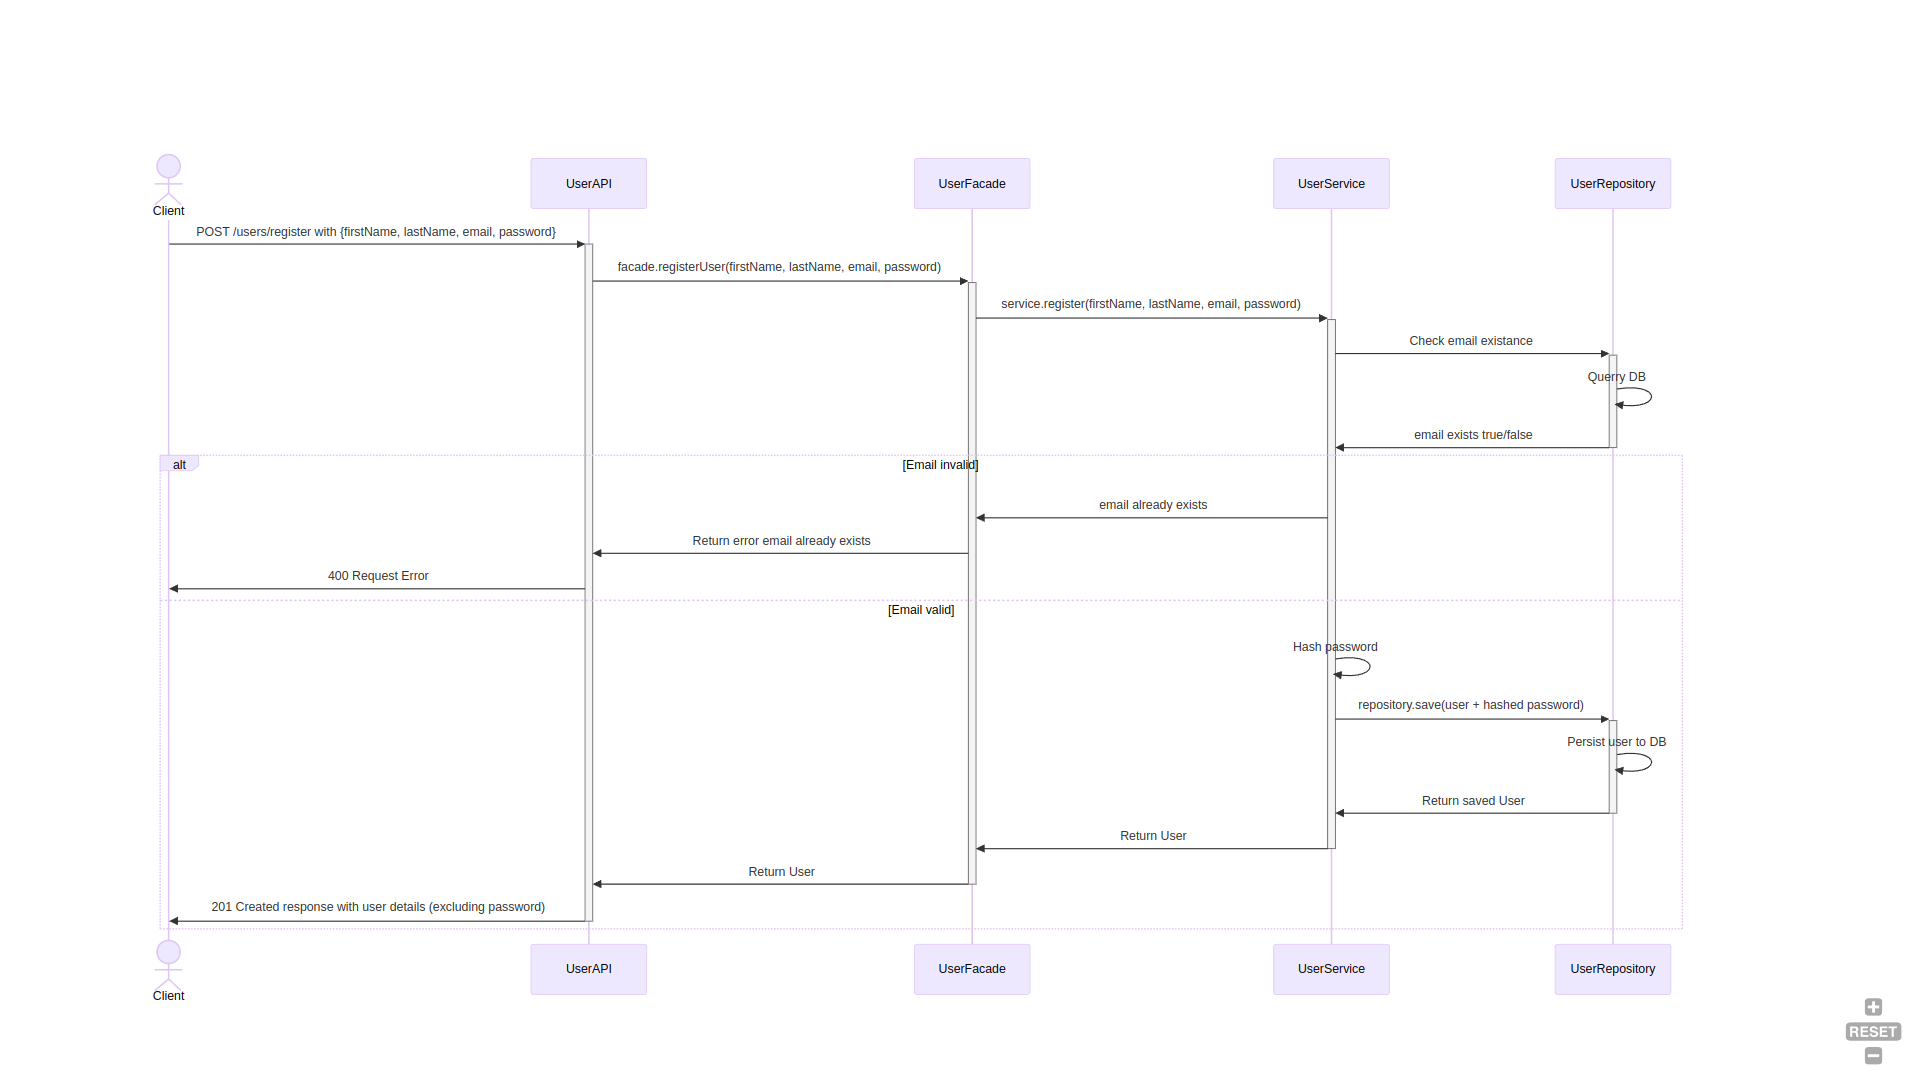 Client
UserAPI
UserFacade
UserService
UserRepository
POST /users/register with {firstName, lastName, email, password}
facade.registerUser(firstName, lastName, email, password)
service.register(firstName, lastName, email, password)
Check email existance
Querry DB
email exists true/false
alt
[Email invalid]
email already exists
Return error email already exists
400 Request Error
[Email valid]
Hash password
repository.save(user + hashed password)
Persist user to DB
Return saved User
Return User
Return User
201 Created response with user details (excluding password)
Client
UserAPI
UserFacade
UserService
UserRepository
RESET